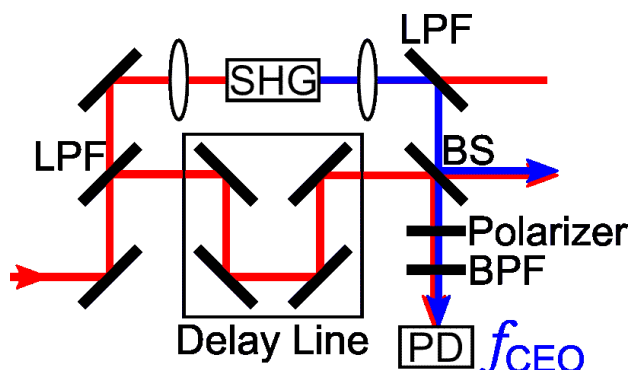 LPF
SHG
LPF
BS
Polarizer
BPF
Delay Line
PD
fCEO